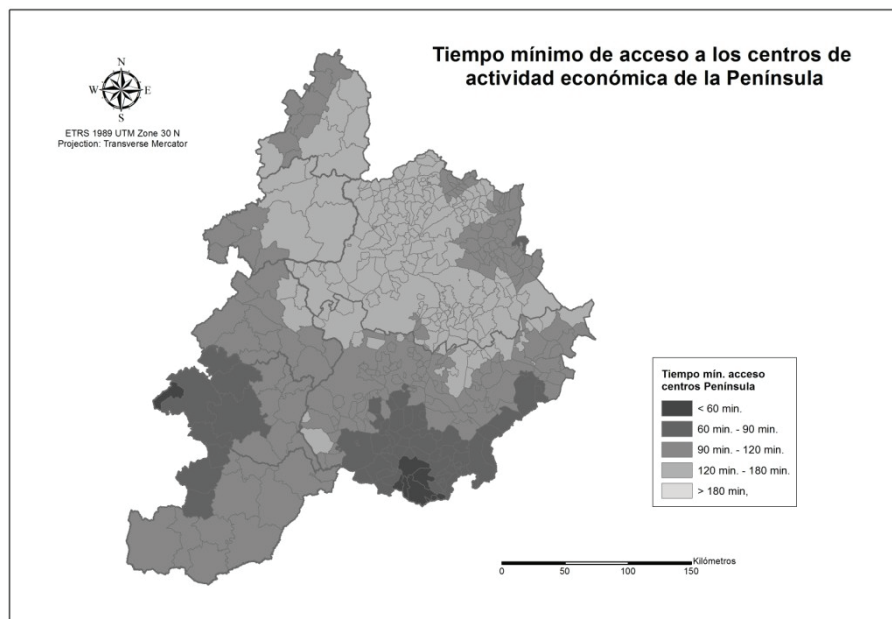 Tiempo mínimo de acceso a los centros de
actividad económica de la Península
N
W E
S
ETRS 1989 UTM Zone 30 N
Projection: Transverse Mercator
Tiempo mín. acceso
centros Península
< 60 min.
60 min. - 90 min.
90 min. - 120 min.
120 min. - 180 min.
> 180 min,
Kilómetros
0 50 100 150